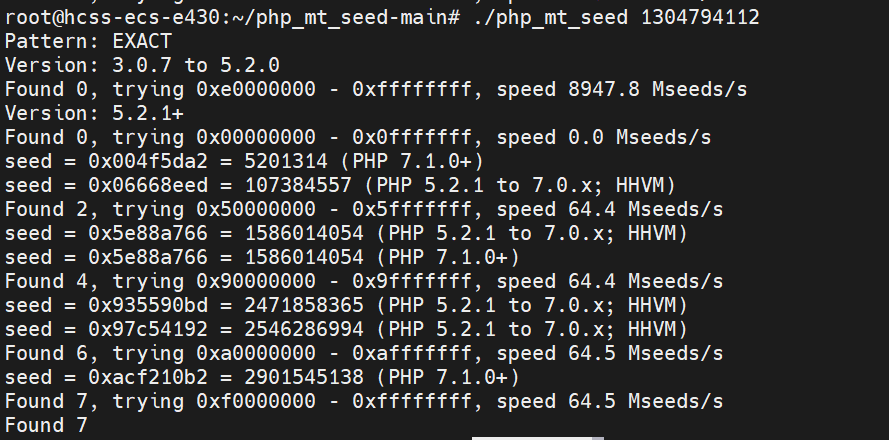 root@hcss-ecs-e430:~/php_mt_seed-main# ./php_mt_seed 1304794112
Pattern: EXACT
Version: 3.0.7 to 5.2.0
Found 0, trying 0xe0000000 - 0xffffffff, speed 8947.8 Mseeds/s
Version: 5.2.1+
Found 0, trying 0x00000000 - 0x0fffffff, speed 0.0 Mseeds/s
seed = 0x004f5da2 = 5201314 (PHP 7.1.0+)
seed = 0x06668eed = 107384557 (PHP 5.2.1 to 7.0.x; HHVM)
Found 2, trying 0x50000000 - 0x5fffffff, speed 64.4 Mseeds/s
seed = 0x5e88a766 = 1586014054 (PHP 5.2.1 to 7.0.x; HHVM)
seed = 0x5e88a766 = 1586014054 (PHP 7.1.0+)
Found 4, trying 0x90000000 - 0x9fffffff, speed 64.4 Mseeds/s
seed = 0x935590bd = 2471858365 (PHP 5.2.1 to 7.0.x; HHVM)
seed = 0x97c54192 = 2546286994 (PHP 5.2.1 to 7.0.x; HHVM)
Found 6, trying 0xa0000000 - 0xafffffff, speed 64.5 Mseeds/s
seed = 0xacf210b2 = 2901545138 (PHP 7.1.0+)
Found 7, trying 0xf0000000 - 0xffffffff, speed 64.5 Mseeds/s
Found 7